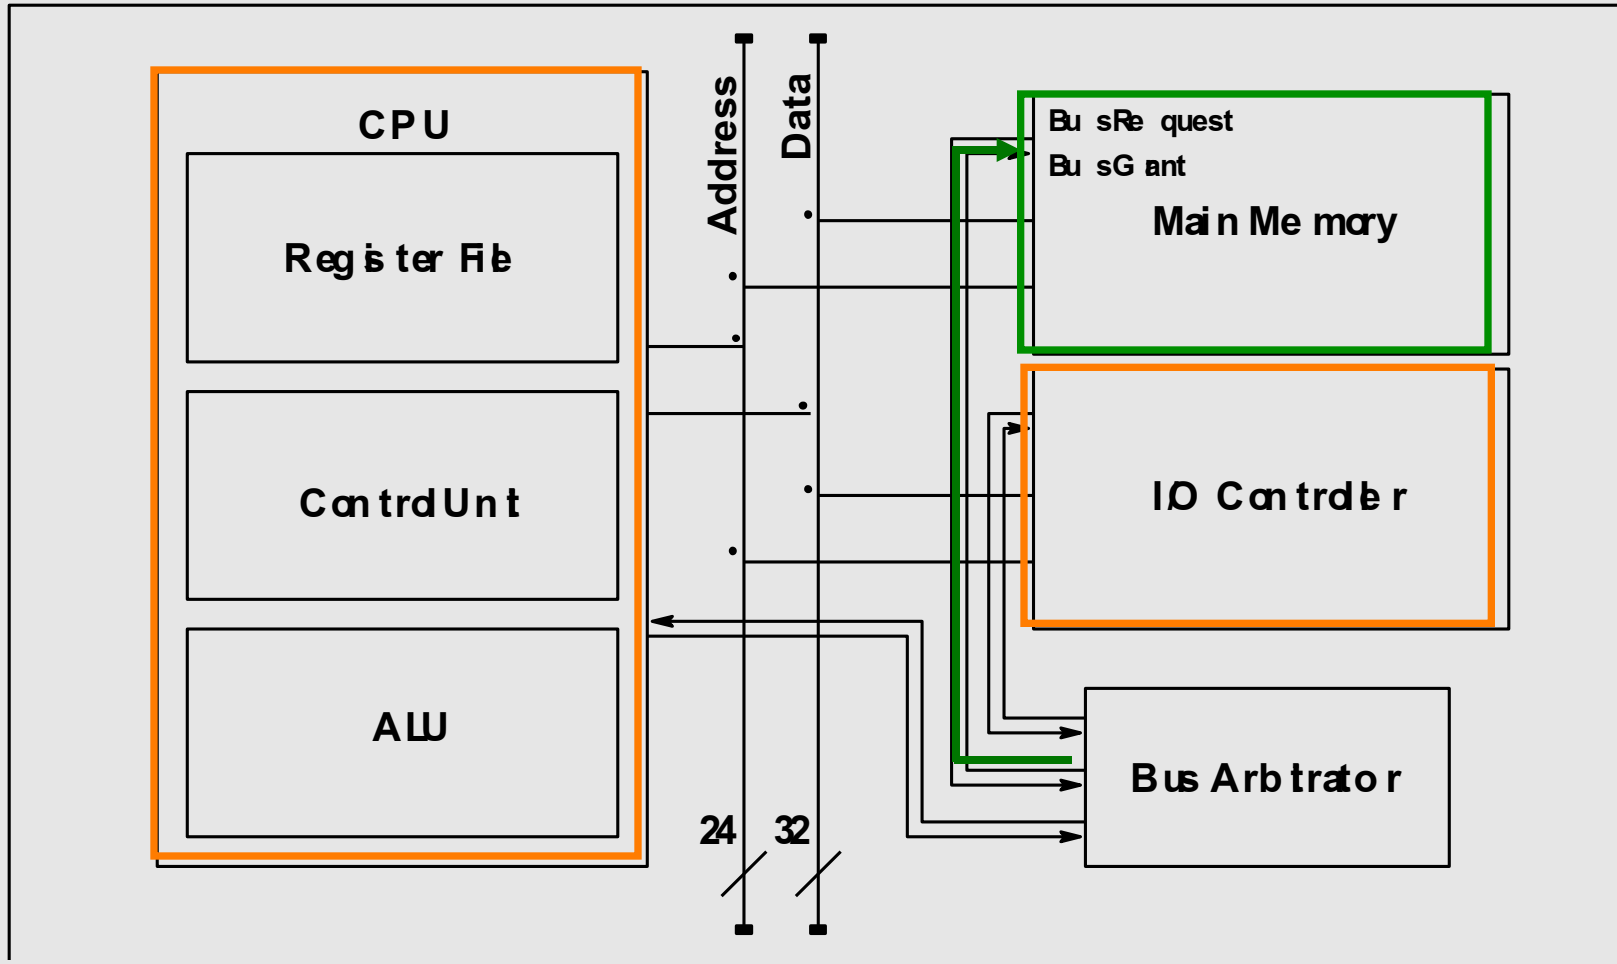 CPU
Register File
Control Unit
ALU
Address
Data
24
32
Bus Request
Bus Grant
Main Memory
I/O Controller
Bus Arbitrator